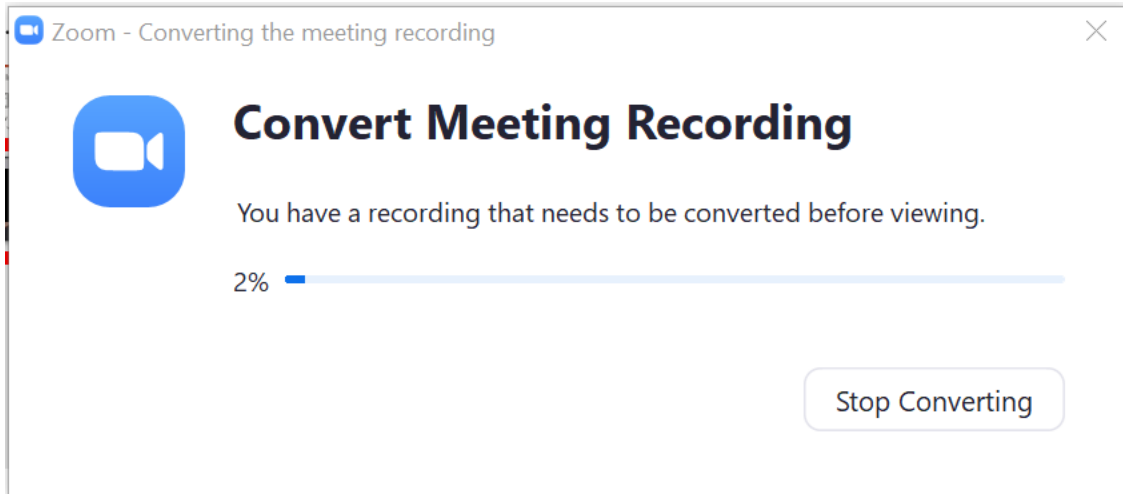 Zoom - Converting the meeting recording
Convert Meeting Recording
You have a recording that needs to be converted before viewing.
2%
Stop Converting